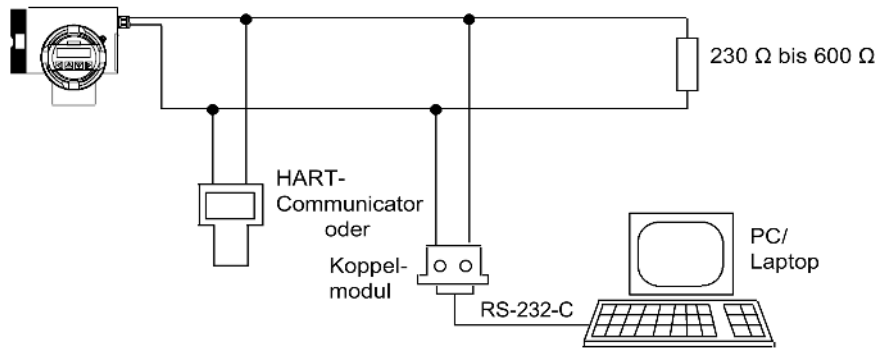 230 Ω bis 600 Ω
HART-
Communicator
oder
Koppel-
modul
RS-232-C
PC/
Laptop